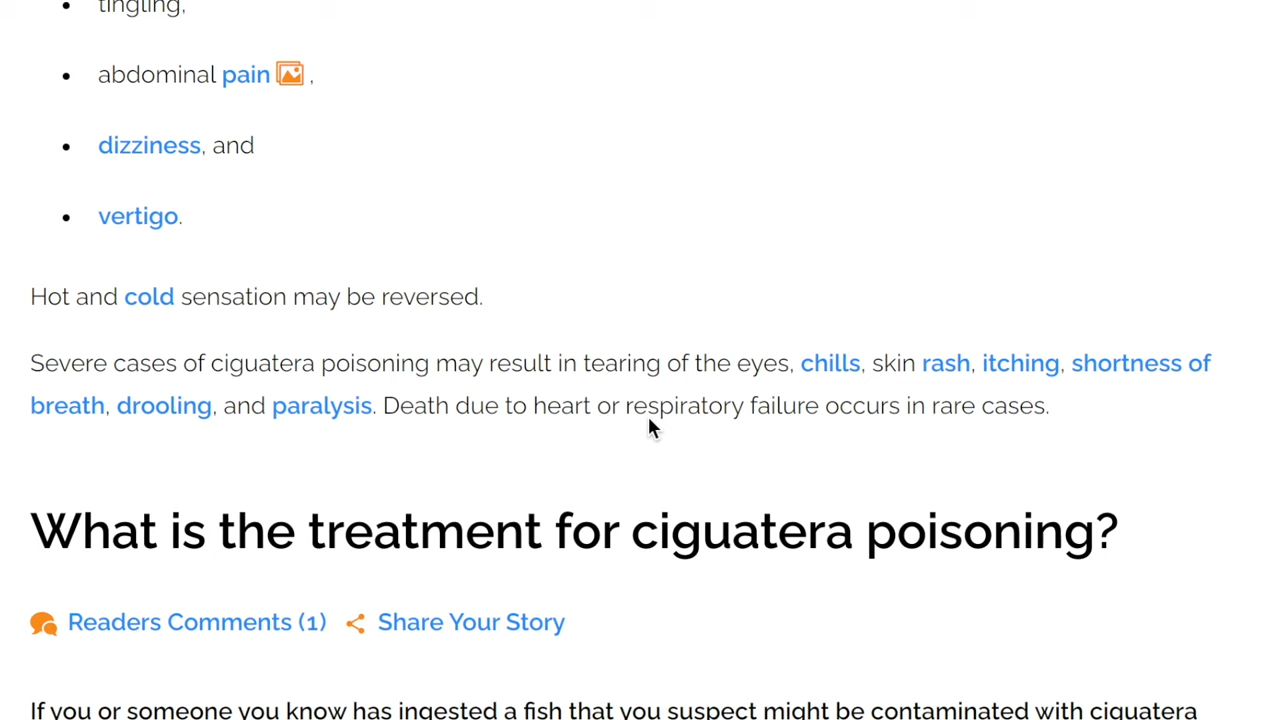 tingling,
abdominal pain ,
dizziness, and
vertigo.
Hot and cold sensation may be reversed.
Severe cases of ciguatera poisoning may result in tearing of the eyes, chills, skin rash, itching, shortness of
breath, drooling, and paralysis. Death due to heart or respiratory failure occurs in rare cases.
What is the treatment for ciguatera poisoning?
Readers Comments (1) Share Your Story
If you or someone you know has ingested a fish that you suspect might be contaminated with ciguatera